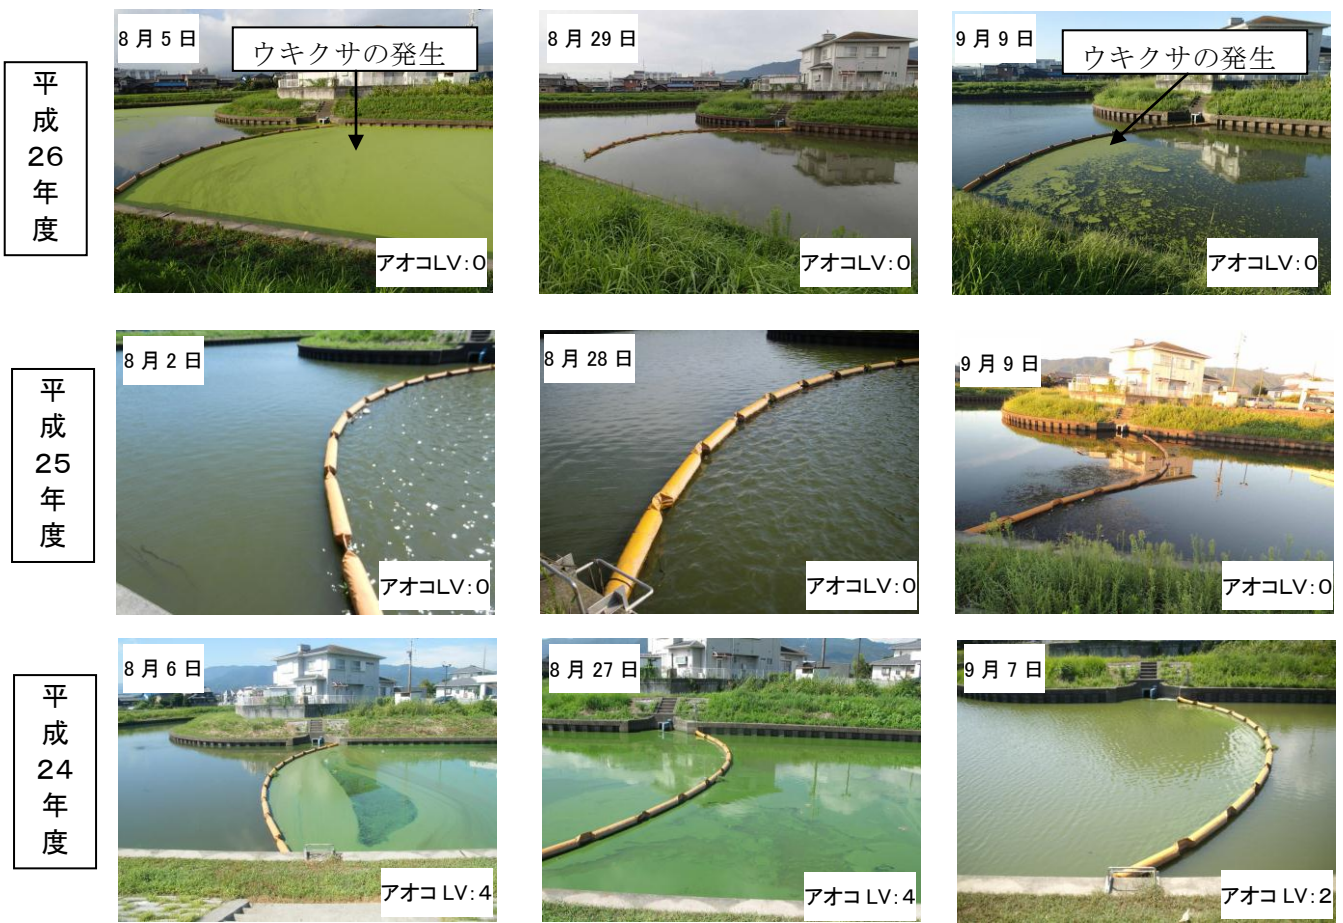 平成26年度
8月5日
ウキクサの発生
アオコLV:0
8月29日
アオコLV:0
9月9日
ウキクサの発生
アオコLV:0
平成25年度
8月2日
アオコLV:0
8月28日
アオコLV:0
9月9日
アオコLV:0
平成24年度
8月6日
アオコ LV:4
8月27日
アオコ LV:4
9月7日
アオコ LV:2